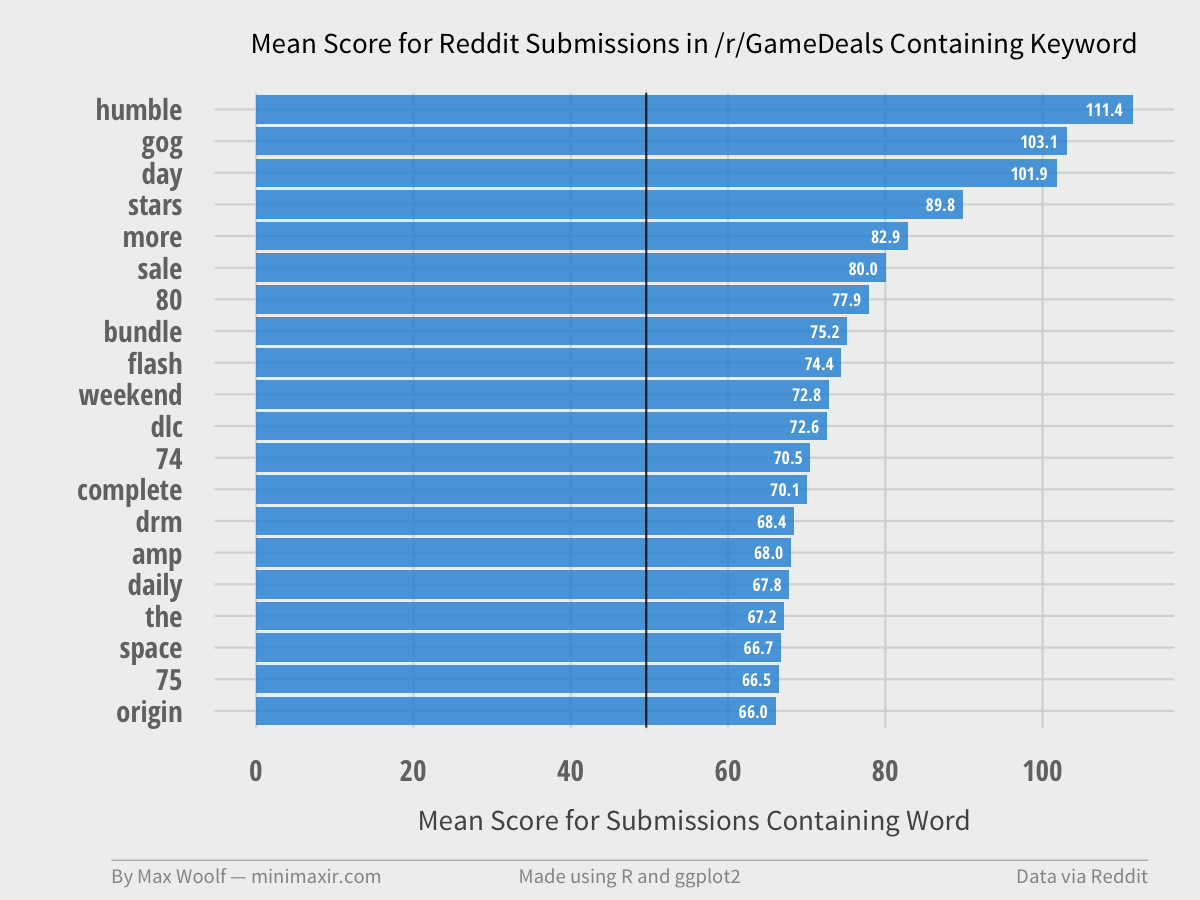 Mean Score for Reddit Submissions in /r/GameDeals Containing Keyword
humble 111.4
gog 103.1
day 101.9
stars 89.8
more 82.9
sale 80.0
80 77.9
bundle 75.2
flash 74.4
weekend 72.8
dlc 72.6
74 70.5
complete 70.1
drm 68.4
amp 68.0
daily 67.8
the 67.2
space 66.7
75 66.5
origin 66.0
0 20 40 60 80 100
Mean Score for Submissions Containing Word
By Max Woolf — minimaxir.com Made using R and ggplot2 Data via Reddit